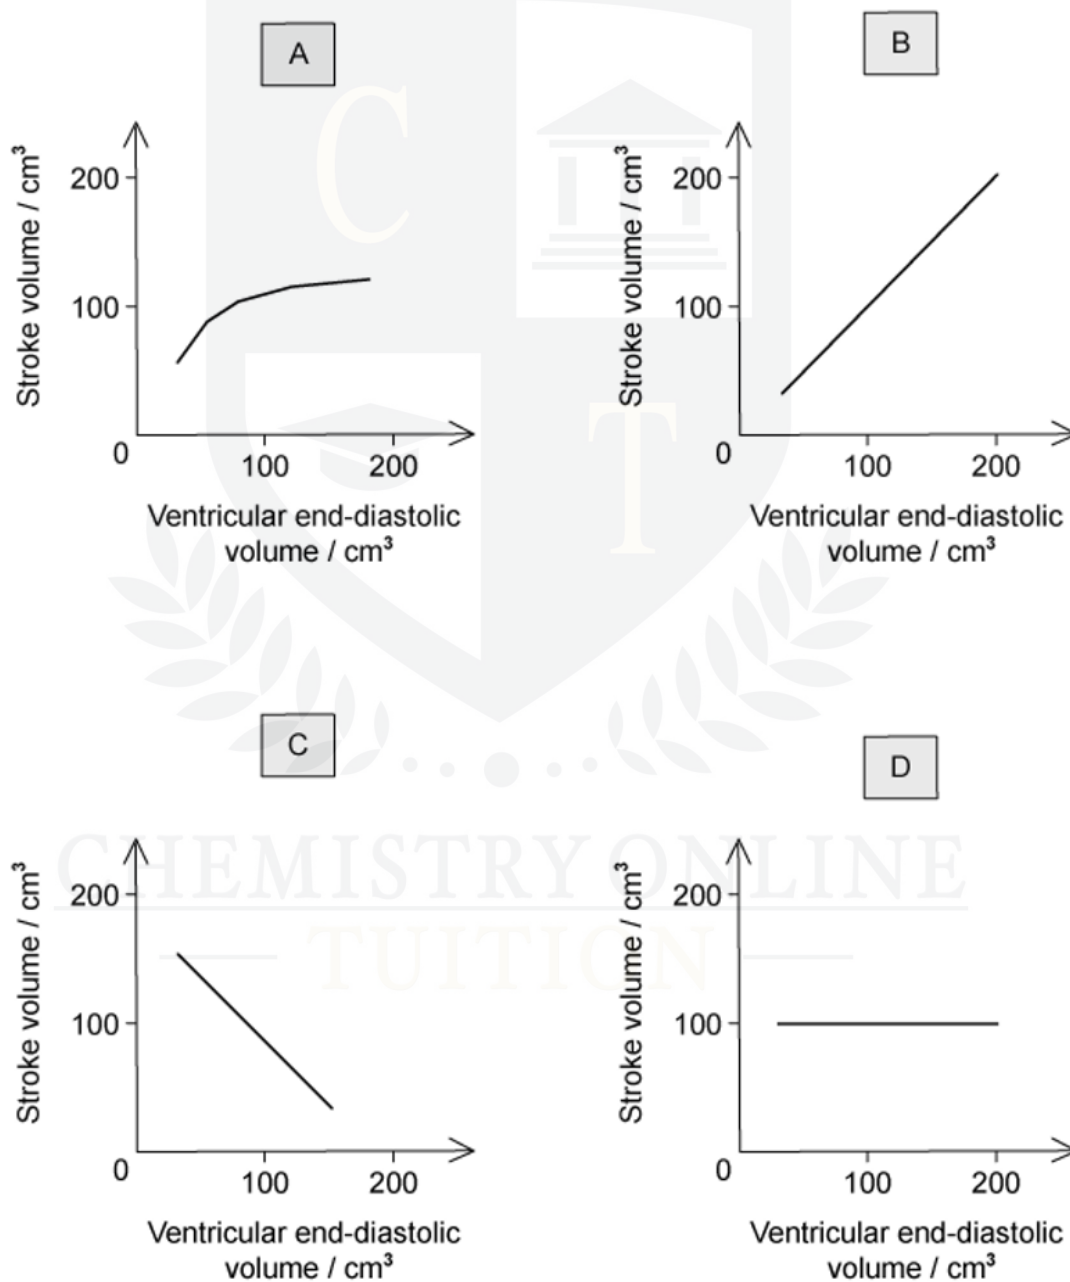 A
Stroke volume / cm³
200
100
0
100 200
Ventricular end-diastolic
volume / cm³
B
Stroke volume / cm³
200
100
0
100 200
Ventricular end-diastolic
volume / cm³
C
T
CHEMISTRY ONLINE
TUITION
C
Stroke volume / cm³
200
100
0
100 200
Ventricular end-diastolic
volume / cm³
D
Stroke volume / cm³
200
100
0
100 200
Ventricular end-diastolic
volume / cm³